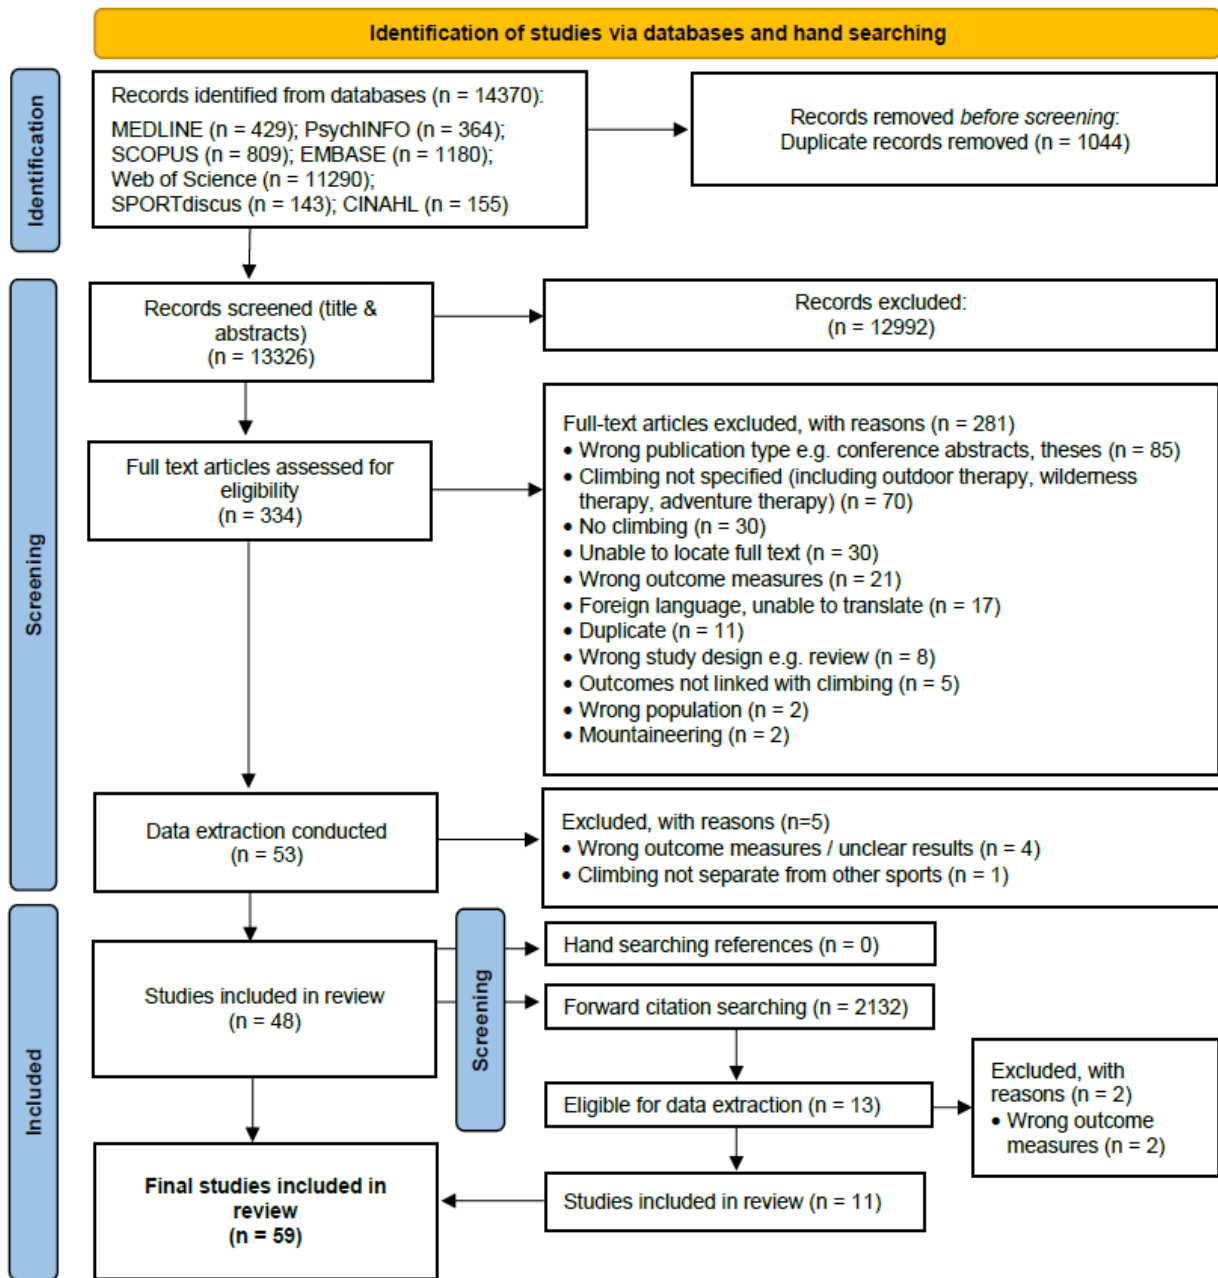 Identification of studies via databases and hand searching
Identification
Records identified from databases (n = 14370):
MEDLINE (n = 429); PsychINFO (n = 364);
SCOPUS (n = 809); EMBASE (n = 1180);
Web of Science (n = 11290);
SPORTdiscus (n = 143); CINAHL (n = 155)
Records removed before screening:
Duplicate records removed (n = 1044)
Screening
Records screened (title &
abstracts)
(n = 13326)
Records excluded:
(n = 12992)
Full text articles assessed for
eligibility
(n = 334)
Full-text articles excluded, with reasons (n = 281)
• Wrong publication type e.g. conference abstracts, theses (n = 85)
• Climbing not specified (including outdoor therapy, wilderness
therapy, adventure therapy) (n = 70)
• No climbing (n = 30)
• Unable to locate full text (n = 30)
• Wrong outcome measures (n = 21)
• Foreign language, unable to translate (n = 17)
• Duplicate (n = 11)
• Wrong study design e.g. review (n = 8)
• Outcomes not linked with climbing (n = 5)
• Wrong population (n = 2)
• Mountaineering (n = 2)
Data extraction conducted
(n = 53)
Excluded, with reasons (n=5)
• Wrong outcome measures / unclear results (n = 4)
• Climbing not separate from other sports (n = 1)
Included
Studies included in review
(n = 48)
Screening
Hand searching references (n = 0)
Forward citation searching (n = 2132)
Eligible for data extraction (n = 13)
Excluded, with
reasons (n = 2)
• Wrong outcome
measures (n = 2)
Studies included in review (n = 11)
Final studies included in
review
(n = 59)